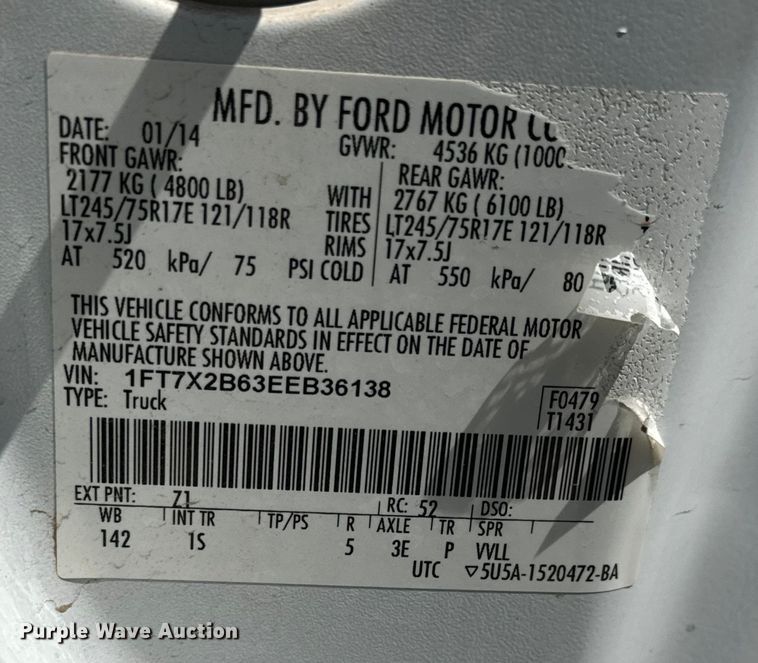 MFD. BY FORD MOTOR
DATE: 01/14 GVWR: 4536 KG (1000
FRONT GAWR: REAR GAWR:
2177 KG ( 4800 LB) WITH 2767 KG ( 6100 LB)
LT245/75R17E 121/118R TIRES LT245/75R17E 121/118R
17x7.5J RIMS 17x7.5J
AT 520 kPa/ 75 PSI COLD AT 550 kPa/ 80
THIS VEHICLE CONFORMS TO ALL APPLICABLE FEDERAL MOTOR
VEHICLE SAFETY STANDARDS IN EFFECT ON THE DATE OF
MANUFACTURE SHOWN ABOVE.
VIN: 1FT7X2B63EEB36138
TYPE: Truck
F0479
T1431
EXT PNT: Z1 RC: 52 DSO:
WB INT TR TP/PS R AXLE TR SPR
142 1S 5 3E P VVLL
UTC ▽5U5A-1520472-BA
Purple Wave Auction